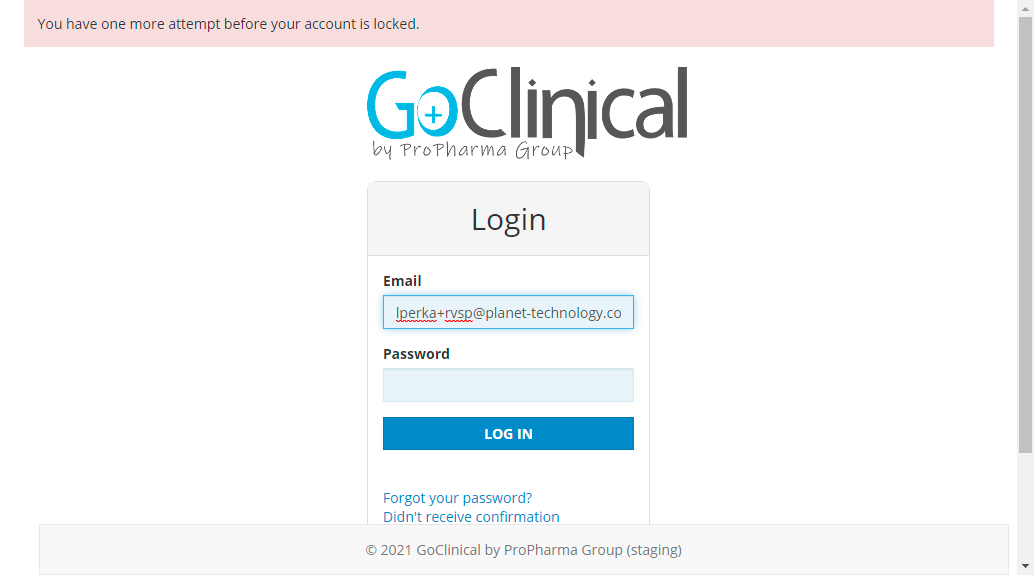 You have one more attempt before your account is locked.
GoClinical
by ProPharma Group
Login
Email
lperka+rvsp@planet-technology.co
Password
LOG IN
Forgot your password?
Didn't receive confirmation
© 2021 GoClinical by ProPharma Group (staging)